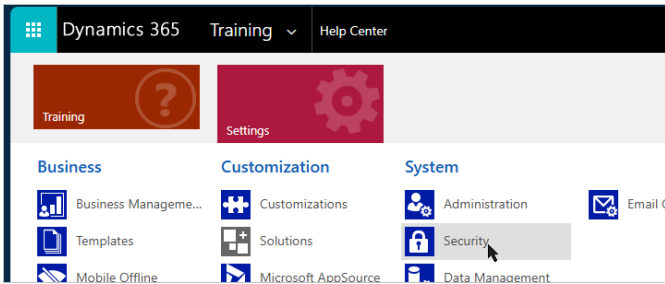 Dynamics 365 Training Help Center
Training Settings
Business Customization System
Business Manageme... Customizations Administration Email
Templates Solutions Security
Mobile Offline Microsoft AppSource Data Management